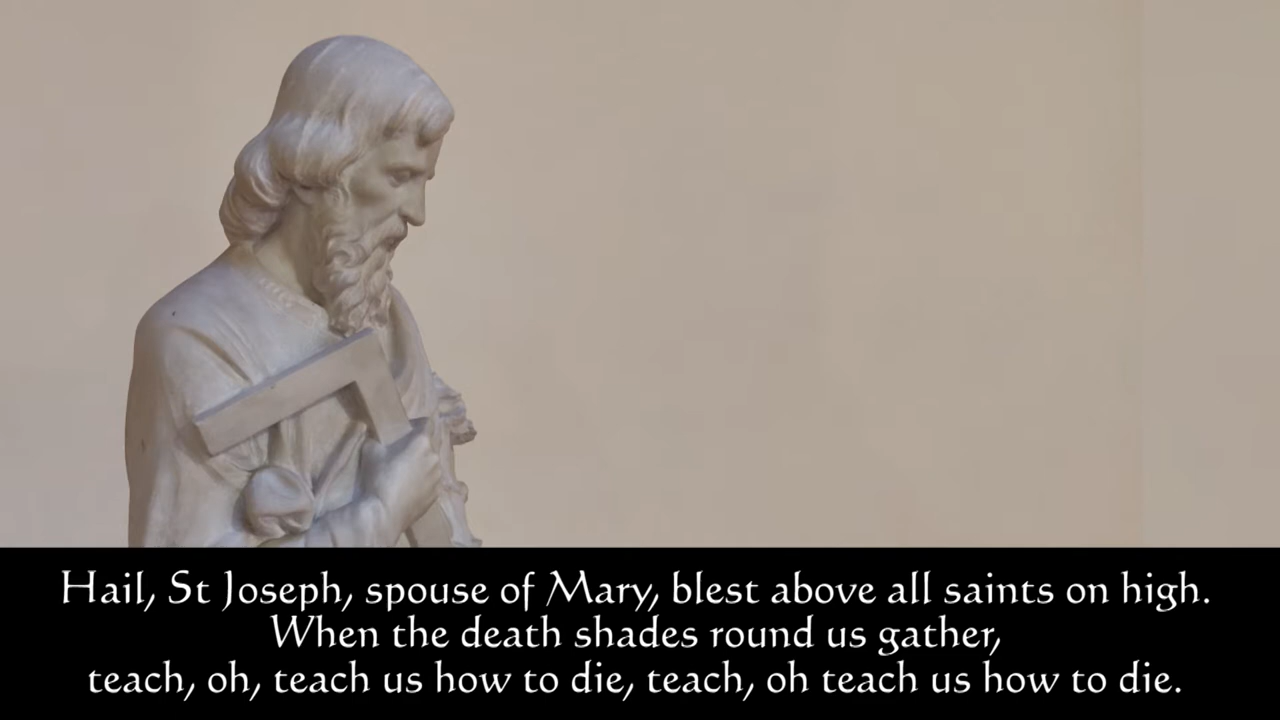 Hail, St Joseph, spouse of Mary, blest above all saints on high.
When the death shades round us gather,
teach, oh, teach us how to die, teach, oh teach us how to die.